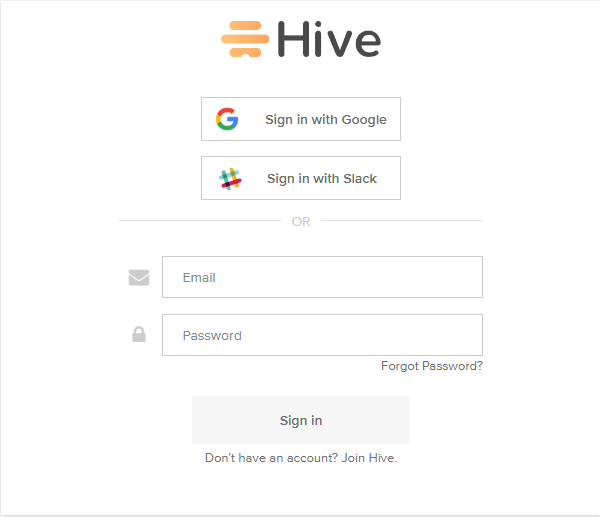 Hive
Sign in with Google
Sign in with Slack
OR
Email
Password
Forgot Password?
Sign in
Don't have an account? Join Hive.